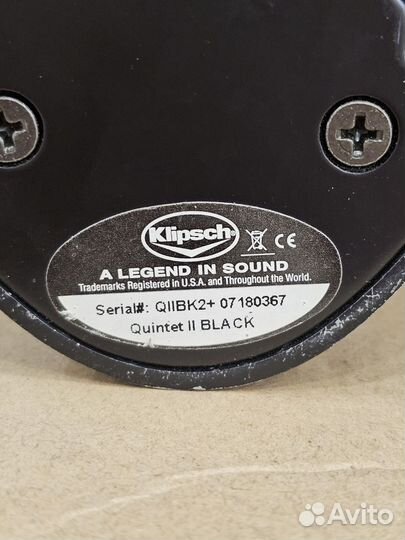 Klipsch®
CE
A LEGEND IN SOUND
Trademarks Registered in U.S.A. and Throughout the World.
Serial#: QIIBK2+ 07180367
Quintet II BLACK
Avito